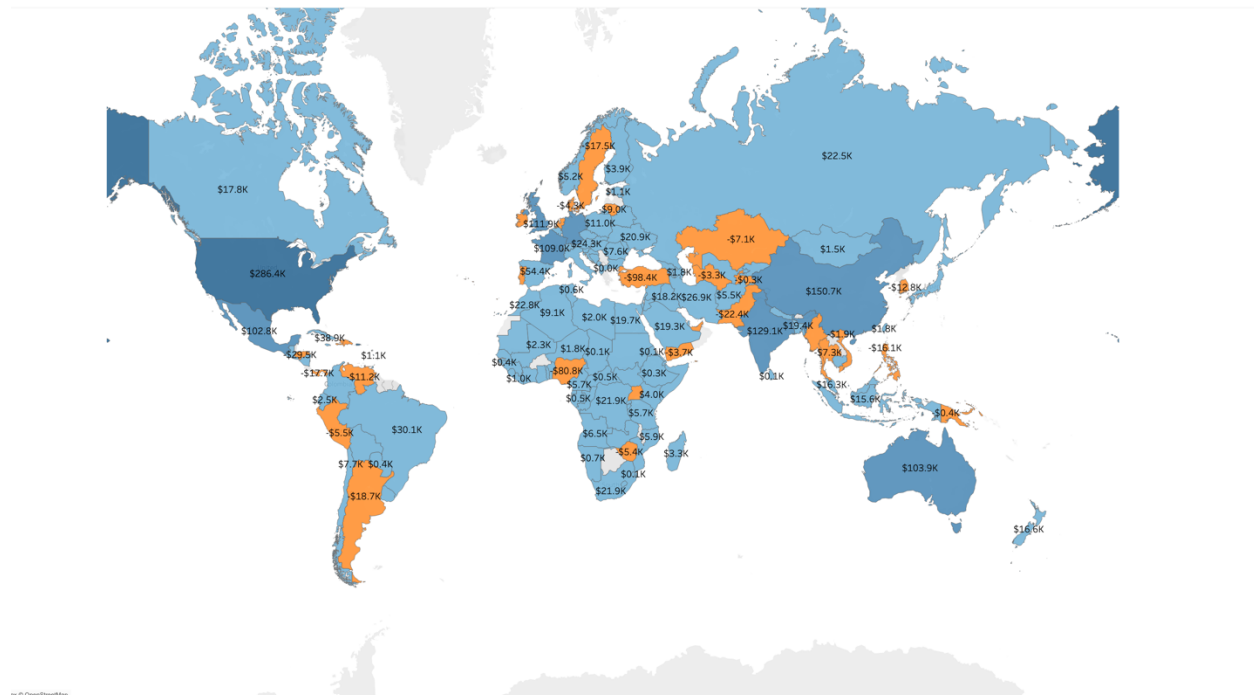 -$17.5K
$22.5K
$5.2K
$3.9K
$17.8K
$1.1K
-$4.3K
$9.0K
$111.9K
$11.0K
$20.9K
-$7.1K
$109.0K
$24.3K
$7.6K
$1.5K
$286.4K
$54.4K
$0.0K
-$98.4K
$1.8K
-$3.3K
-$0.3K
-$12.8K
$0.6K
$18.2K
$26.9K
$5.5K
$150.7K
$22.8K
$9.1K
$2.0K
$19.7K
$19.3K
-$22.4K
$102.8K
$38.9K
$129.1K
$19.4K
-$1.9K
$1.8K
-$29.5K
$1.1K
$2.3K
$1.8K
$0.1K
$0.1K
-$3.7K
-$7.3K
-$16.1K
$0.4K
-$17.7K
-$11.2K
$1.0K
-$80.8K
$5.7K
$0.5K
$0.3K
$0.1K
$16.3K
$2.5K
$0.5K
$21.9K
$4.0K
$15.6K
-$5.5K
$30.1K
$5.7K
$0.4K
$6.5K
$5.9K
$7.7K
$0.4K
$0.7K
-$5.4K
$3.3K
$103.9K
-$18.7K
$21.9K
$0.1K
$16.6K
© OpenStreetMap